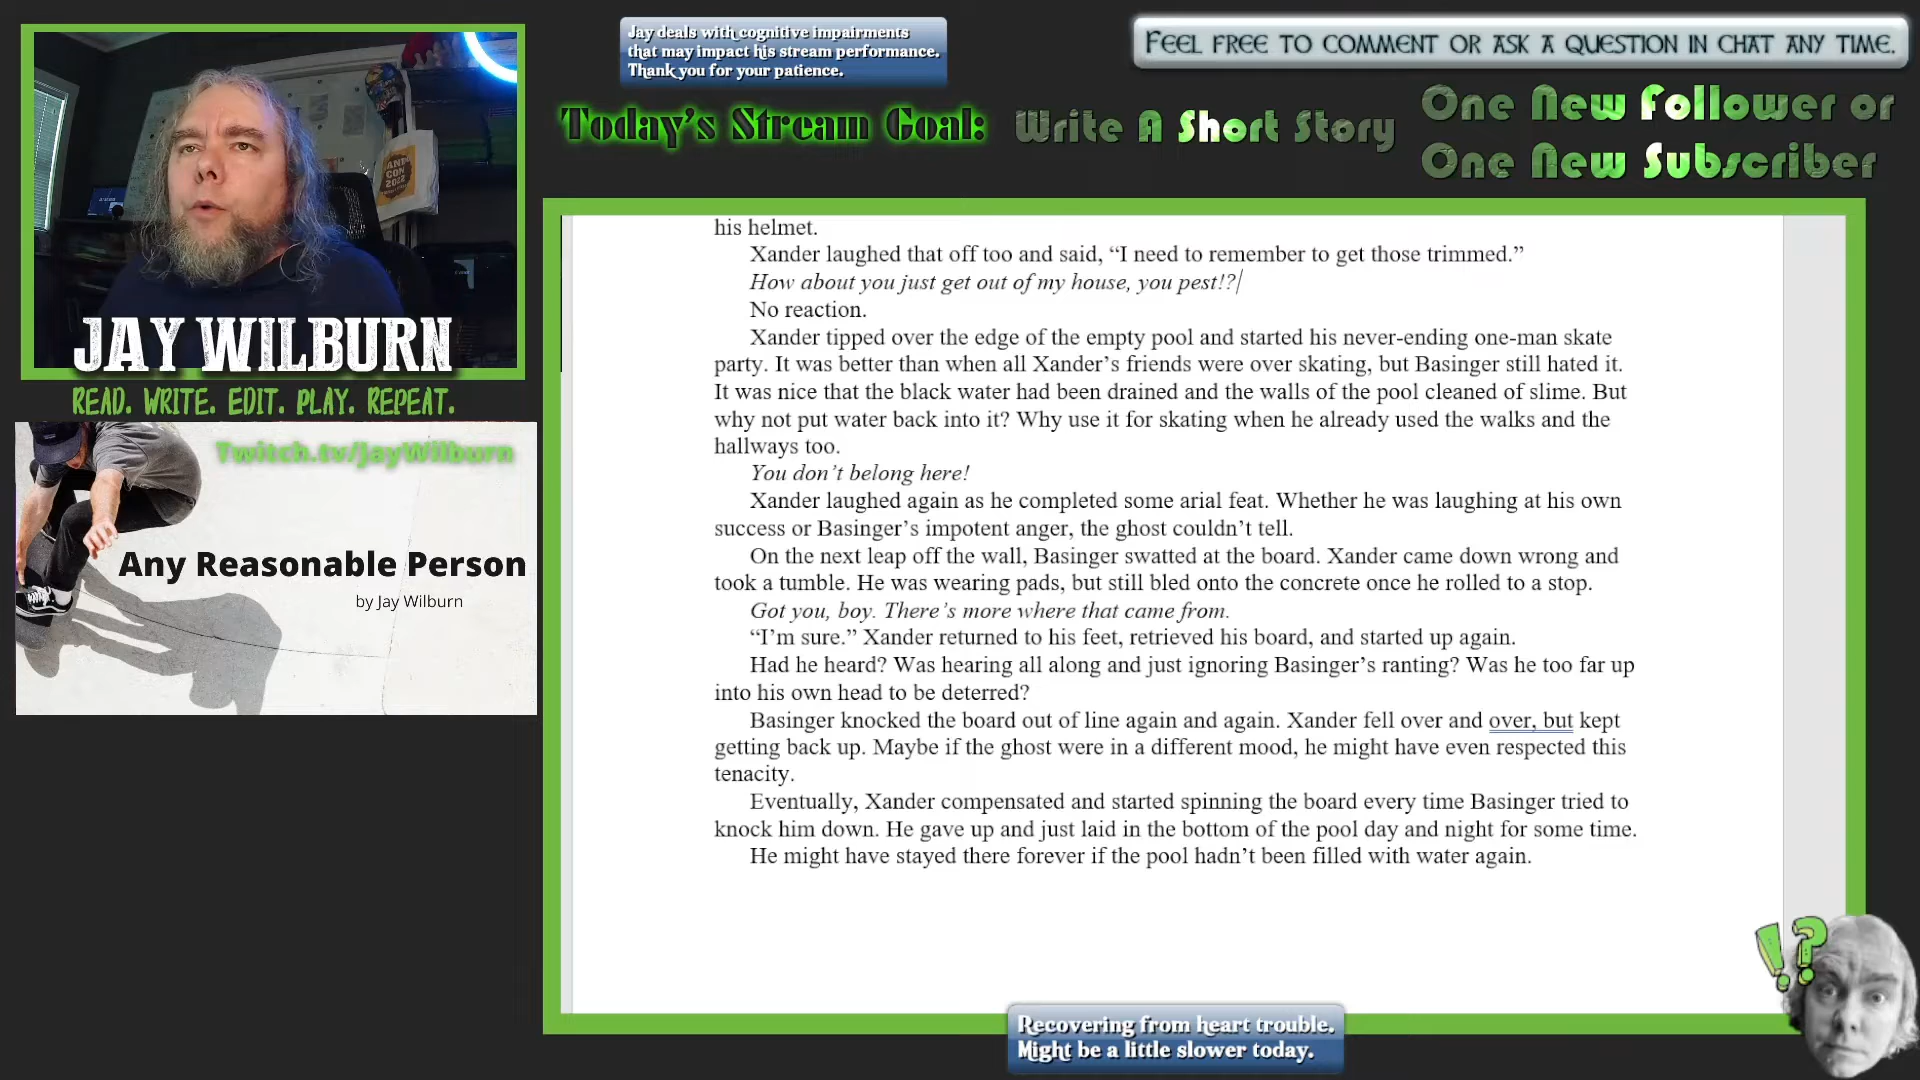 Jay deals with cognitive impairments
that may impact his stream performance.
Thank you for your patience.
FEEL FREE TO COMMENT OR ASK A QUESTION IN CHAT ANY TIME.
Today's Stream Goal:
Write A Short Story
One New Follower or
One New Subscriber
JAY WILBURN
READ. WRITE. EDIT. PLAY. REPEAT.
Twitch.tv/JayWilburn
Any Reasonable Person
by Jay Wilburn
his helmet.
Xander laughed that off too and said, “I need to remember to get those trimmed.”
How about you just get out of my house, you pest!?
No reaction.
Xander tipped over the edge of the empty pool and started his never-ending one-man skate
party. It was better than when all Xander’s friends were over skating, but Basinger still hated it.
It was nice that the black water had been drained and the walls of the pool cleaned of slime. But
why not put water back into it? Why use it for skating when he already used the walks and the
hallways too.
You don’t belong here!
Xander laughed again as he completed some arial feat. Whether he was laughing at his own
success or Basinger’s impotent anger, the ghost couldn’t tell.
On the next leap off the wall, Basinger swatted at the board. Xander came down wrong and
took a tumble. He was wearing pads, but still bled onto the concrete once he rolled to a stop.
Got you, boy. There’s more where that came from.
“I’m sure.” Xander returned to his feet, retrieved his board, and started up again.
Had he heard? Was hearing all along and just ignoring Basinger’s ranting? Was he too far up
into his own head to be deterred?
Basinger knocked the board out of line again and again. Xander fell over and over, but kept
getting back up. Maybe if the ghost were in a different mood, he might have even respected this
tenacity.
Eventually, Xander compensated and started spinning the board every time Basinger tried to
knock him down. He gave up and just laid in the bottom of the pool day and night for some time.
He might have stayed there forever if the pool hadn’t been filled with water again.
!?
Recovering from heart trouble.
Might be a little slower today.